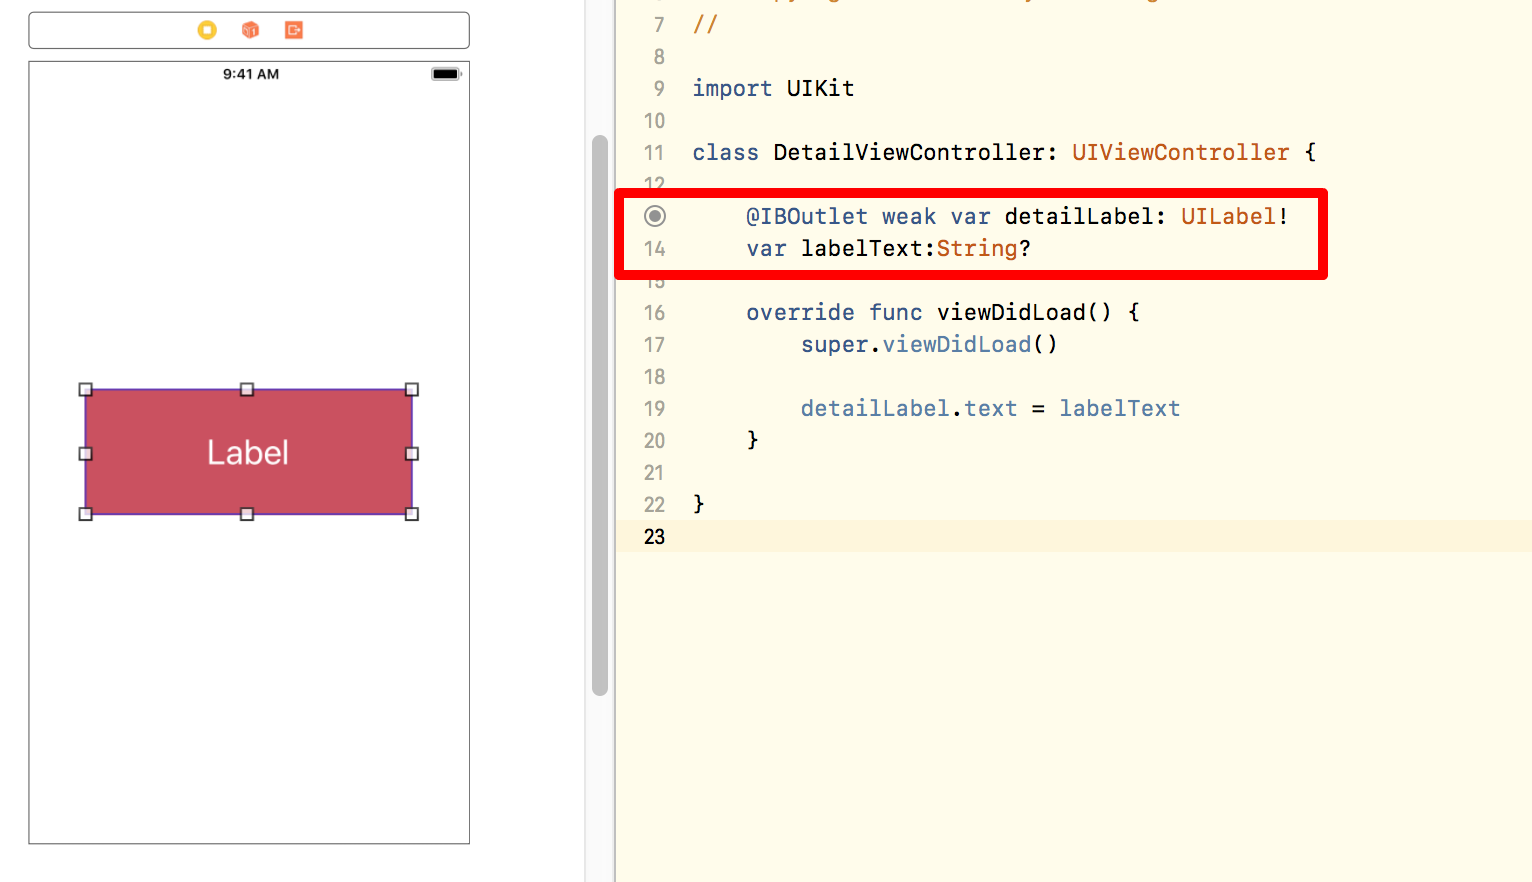 9:41 AM
Label
7 //
8
9 import UIKit
10
11 class DetailViewController: UIViewController {
12
@IBOutlet weak var detailLabel: UILabel!
14 var labelText:String?
15
16 override func viewDidLoad() {
17 super.viewDidLoad()
18
19 detailLabel.text = labelText
20 }
21
22 }
23